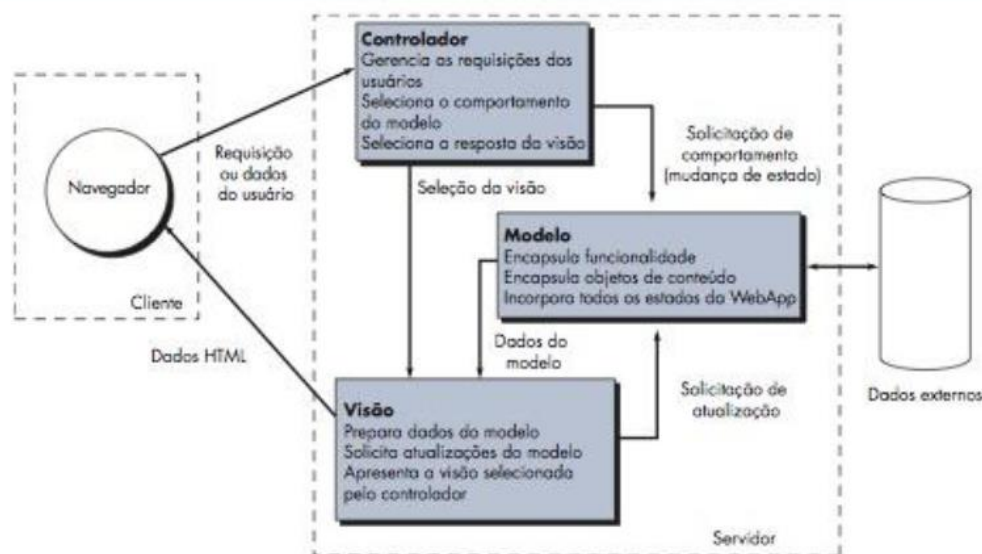 Controlador
Gerencia as requisições dos
usuários
Seleciona o comportamento
do modelo
Seleciona a resposta da visão
Navegador
Requisição
ou dados
do usuário
Solicitação de
comportamento
(mudança de estado)
Seleção da visão
Modelo
Encapsula funcionalidade
Encapsula objetos de conteúdo
Incorpora todos os estados da WebApp
Cliente
Dados HTML
Dados do
modelo
Solicitação de
atualização
Dados externos
Visão
Prepara dados do modelo
Solicita atualizações do modelo
Apresenta a visão selecionada
pelo controlador
Servidor